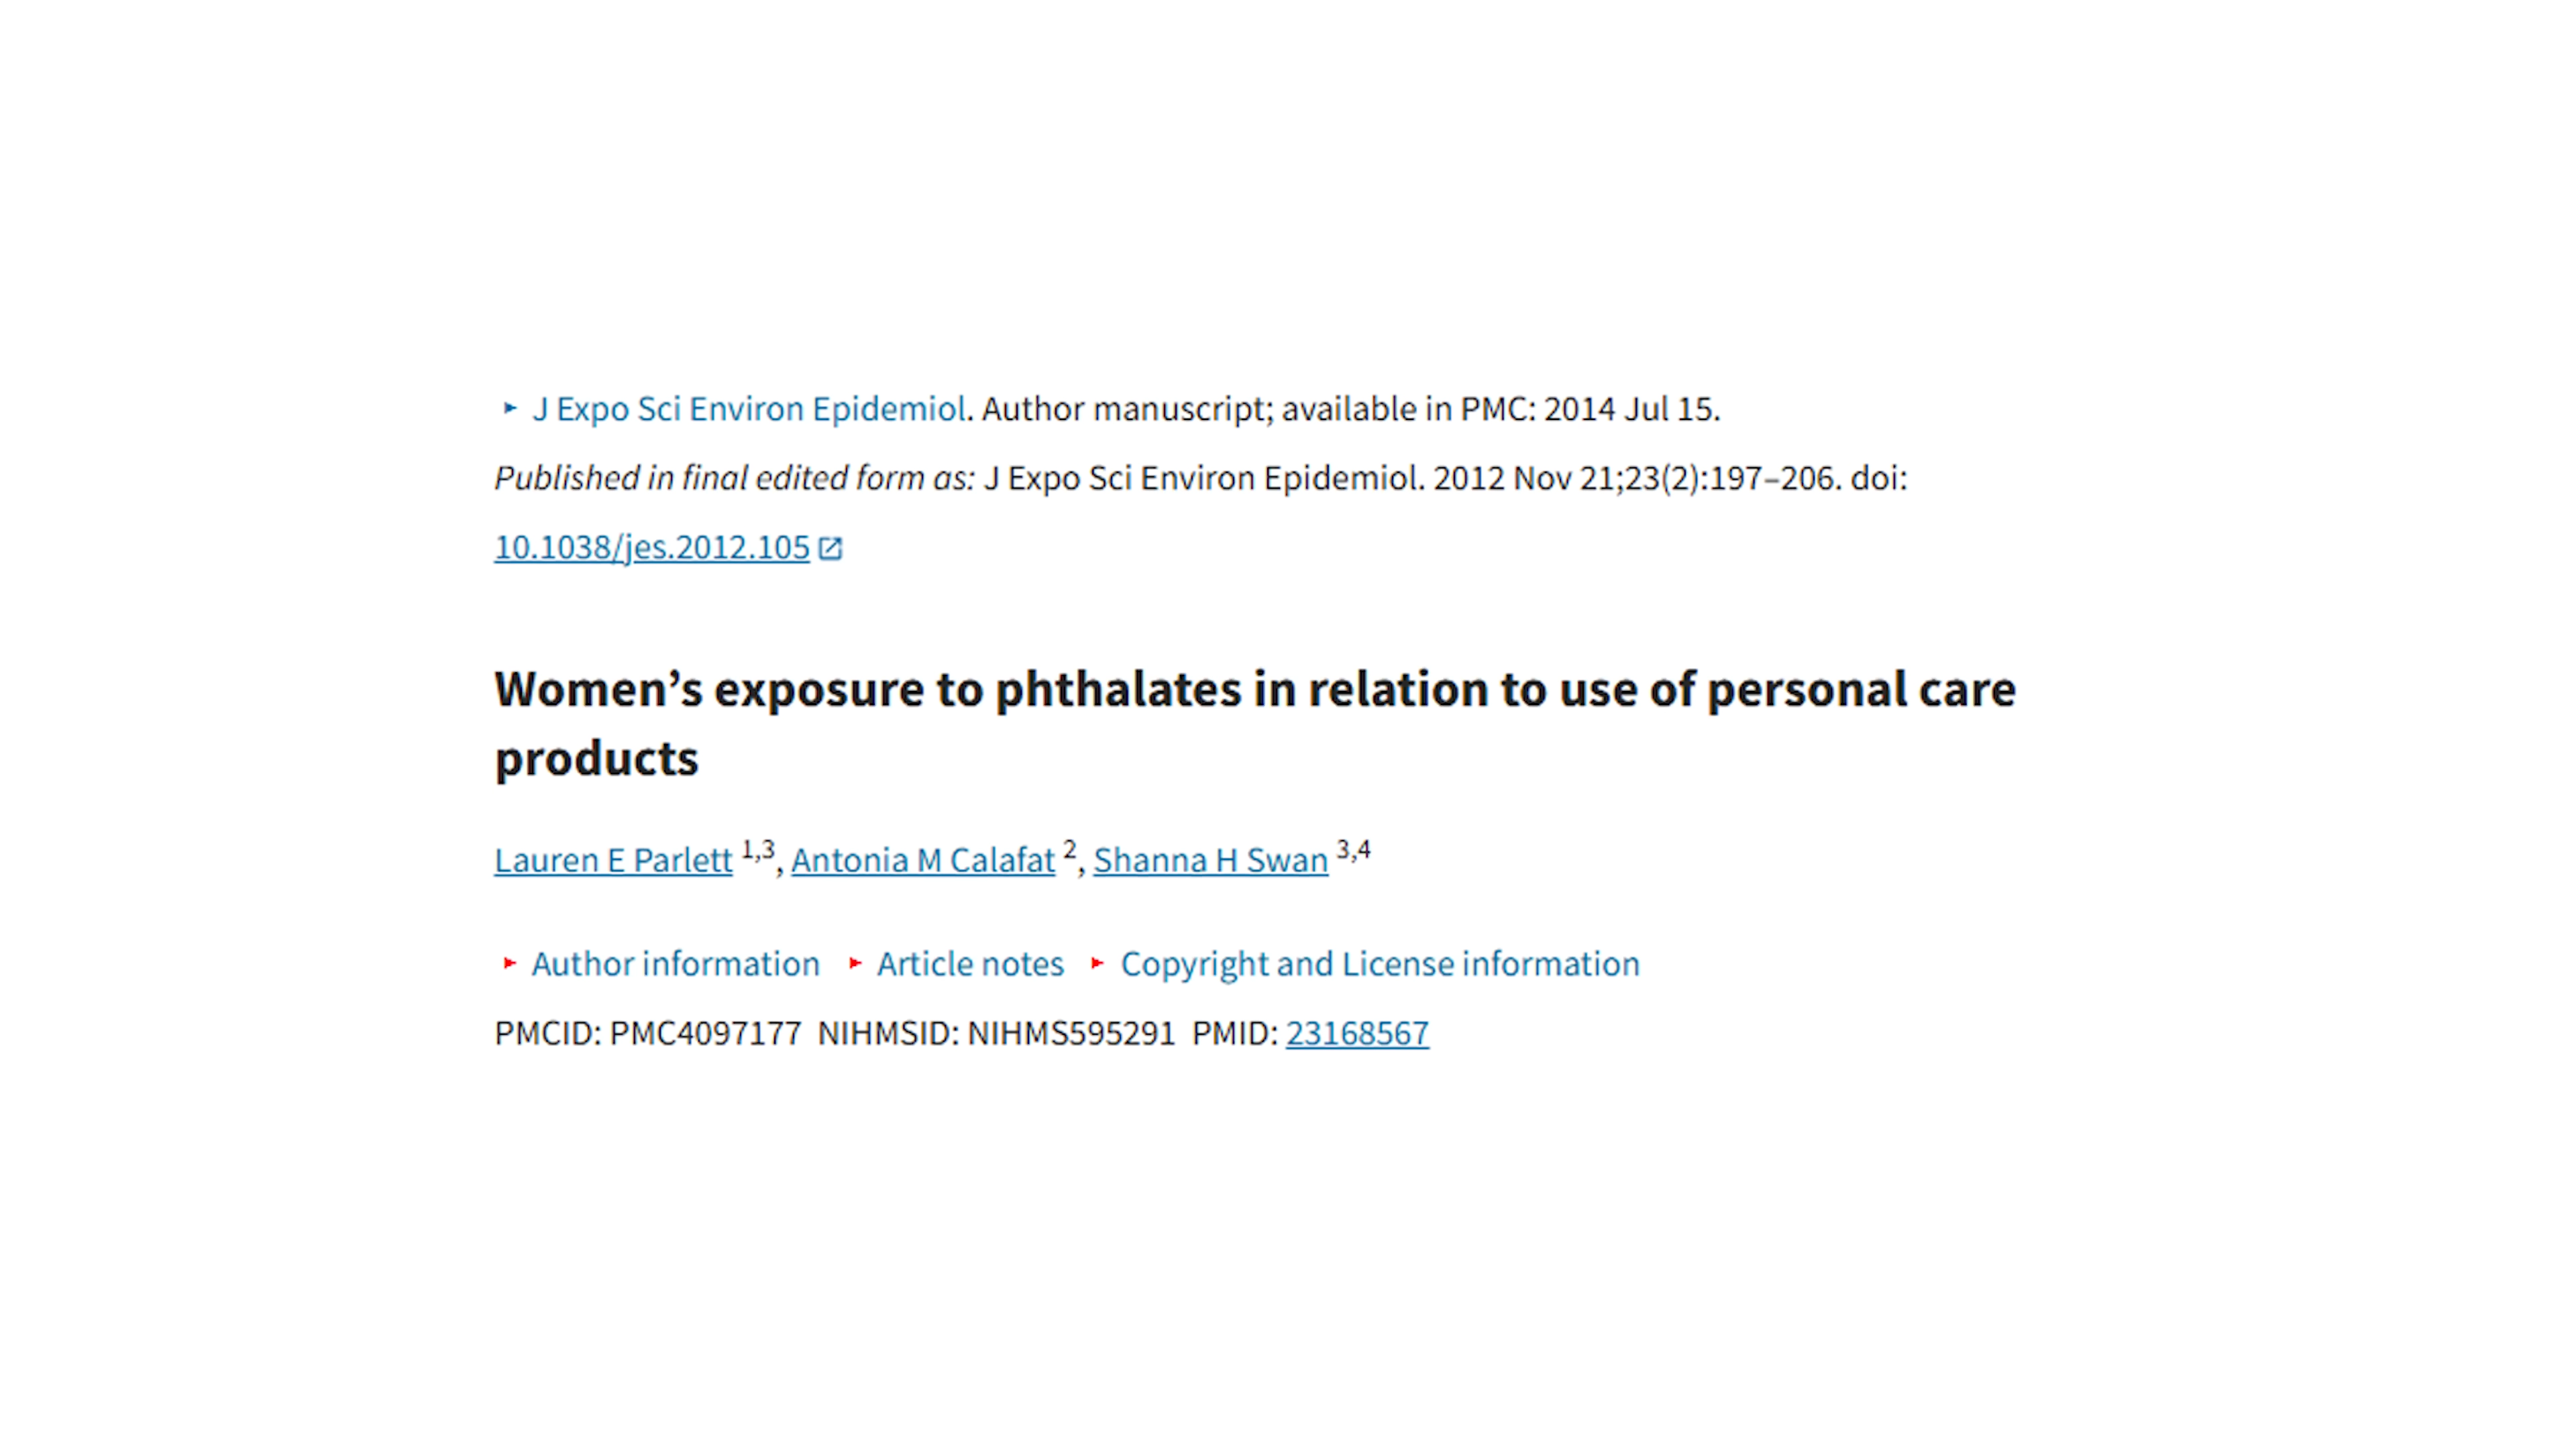 J Expo Sci Environ Epidemiol. Author manuscript; available in PMC: 2014 Jul 15.
Published in final edited form as: J Expo Sci Environ Epidemiol. 2012 Nov 21;23(2):197–206. doi:
10.1038/jes.2012.105
Women’s exposure to phthalates in relation to use of personal care
products
Lauren E Parlett 1,3, Antonia M Calafat 2, Shanna H Swan 3,4
Author information Article notes Copyright and License information
PMCID: PMC4097177 NIHMSID: NIHMS595291 PMID: 23168567